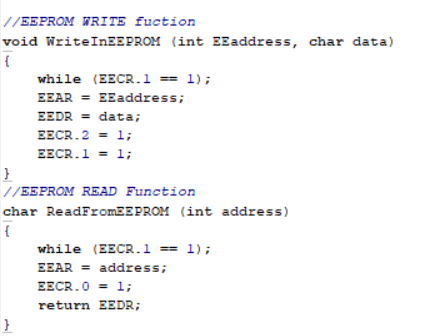 //EEPROM WRITE fuction
void WriteInEEPROM (int EEaddress, char data)
{
while (EECR.1 == 1);
EEAR = EEaddress;
EEDR = data;
EECR.2 = 1;
EECR.1 = 1;
}
//EEPROM READ Function
char ReadFromEEPROM (int address)
{
while (EECR.1 == 1);
EEAR = address;
EECR.0 = 1;
return EEDR;
}